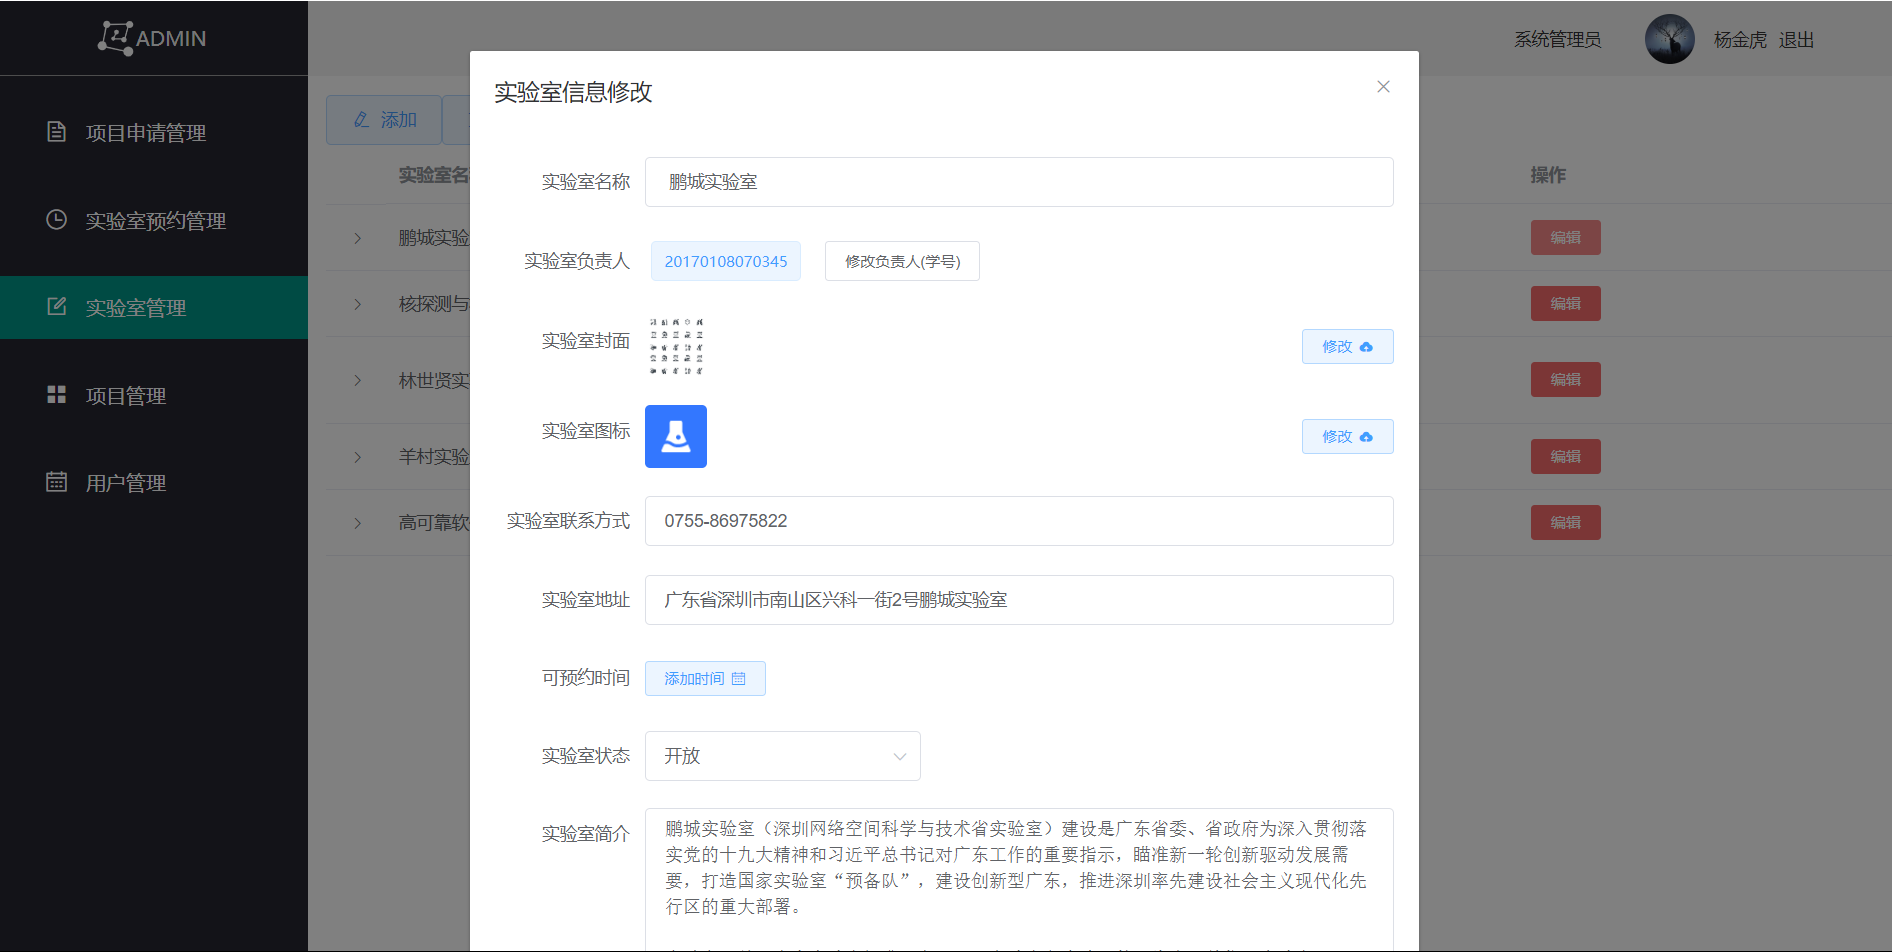 ADMIN
系统管理员
杨金虎 退出
项目申请管理
实验室预约管理
实验室管理
项目管理
用户管理
添加
实验室名
操作
鹏城实验
编辑
核探测与
编辑
林世贤实
编辑
羊村实验
编辑
高可靠软
编辑
实验室信息修改
实验室名称 鹏城实验室
实验室负责人 20170108070345 修改负责人(学号)
实验室封面 修改
实验室图标 修改
实验室联系方式 0755-86975822
实验室地址 广东省深圳市南山区兴科一街2号鹏城实验室
可预约时间 添加时间
实验室状态 开放
实验室简介
鹏城实验室（深圳网络空间科学与技术省实验室）建设是广东省委、省政府为深入贯彻落
实党的十九大精神和习近平总书记对广东工作的重要指示，瞄准新一轮创新驱动发展需
要，打造国家实验室“预备队”，建设创新型广东，推进深圳率先建设社会主义现代化先
行区的重大部署。